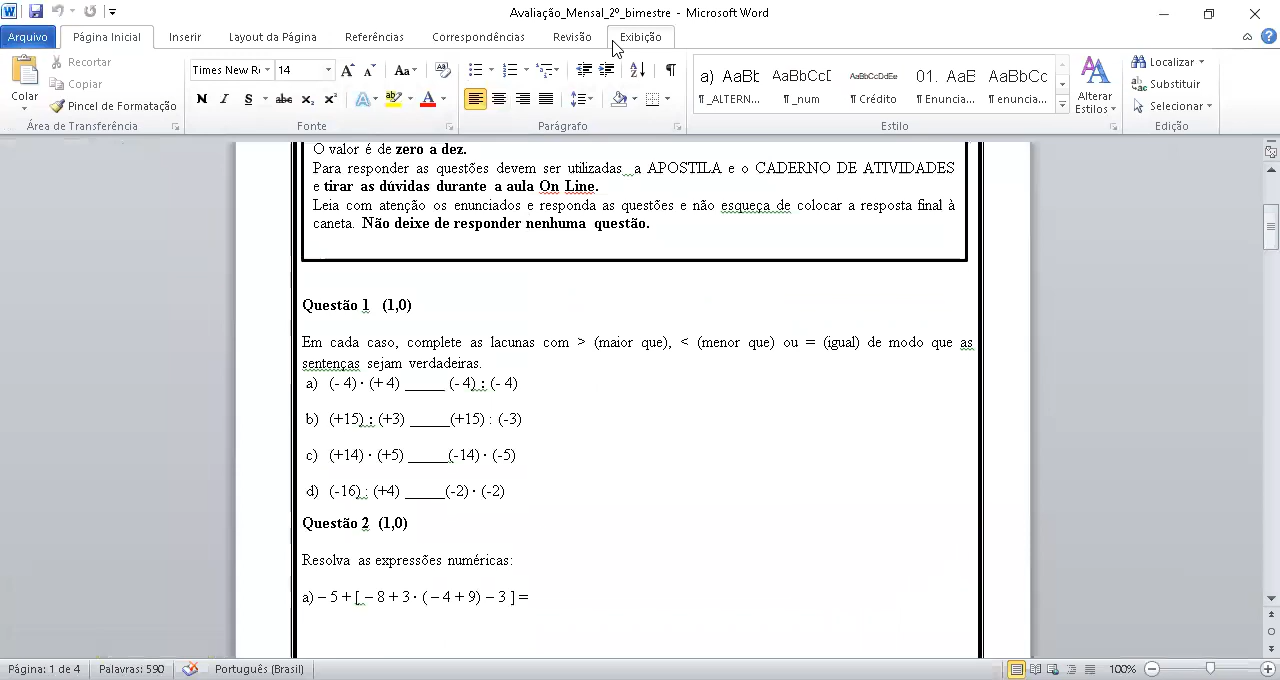 Avaliação_Mensal_2º_bimestre - Microsoft Word
Arquivo Página Inicial Inserir Layout da Página Referências Correspondências Revisão Exibição
Colar
Recortar
Copiar
Pincel de Formatação
Área de Transferência
Times New R 14
N I S abc x₂ x² A ab A
Fonte
Parágrafo
a) AaBb AaBbCcI AaBbCcDdEe 01. AaE AaBbCc
¶ _ALTERN... ¶ _num ¶ Crédito ¶ Enuncia... ¶ enuncia...
Estilo
Alterar
Estilos
Localizar
Substituir
Selecionar
Edição
O valor é de zero a dez.
Para responder as questões devem ser utilizadas a APOSTILA e o CADERNO DE ATIVIDADES
e tirar as dúvidas durante a aula On Line.
Leia com atenção os enunciados e responda as questões e não esqueça de colocar a resposta final à
caneta. Não deixe de responder nenhuma questão.
Questão 1 (1,0)
Em cada caso, complete as lacunas com > (maior que), < (menor que) ou = (igual) de modo que as
sentenças sejam verdadeiras.
a) (- 4) · (+ 4) _____ (- 4) : (- 4)
b) (+15) : (+3) _____(+15) : (-3)
c) (+14) · (+5) _____(-14) · (-5)
d) (-16) : (+4) _____(-2) · (-2)
Questão 2 (1,0)
Resolva as expressões numéricas:
a) – 5 + [ – 8 + 3 · ( – 4 + 9) – 3 ] =
Página: 1 de 4 Palavras: 590 Português (Brasil) 100%